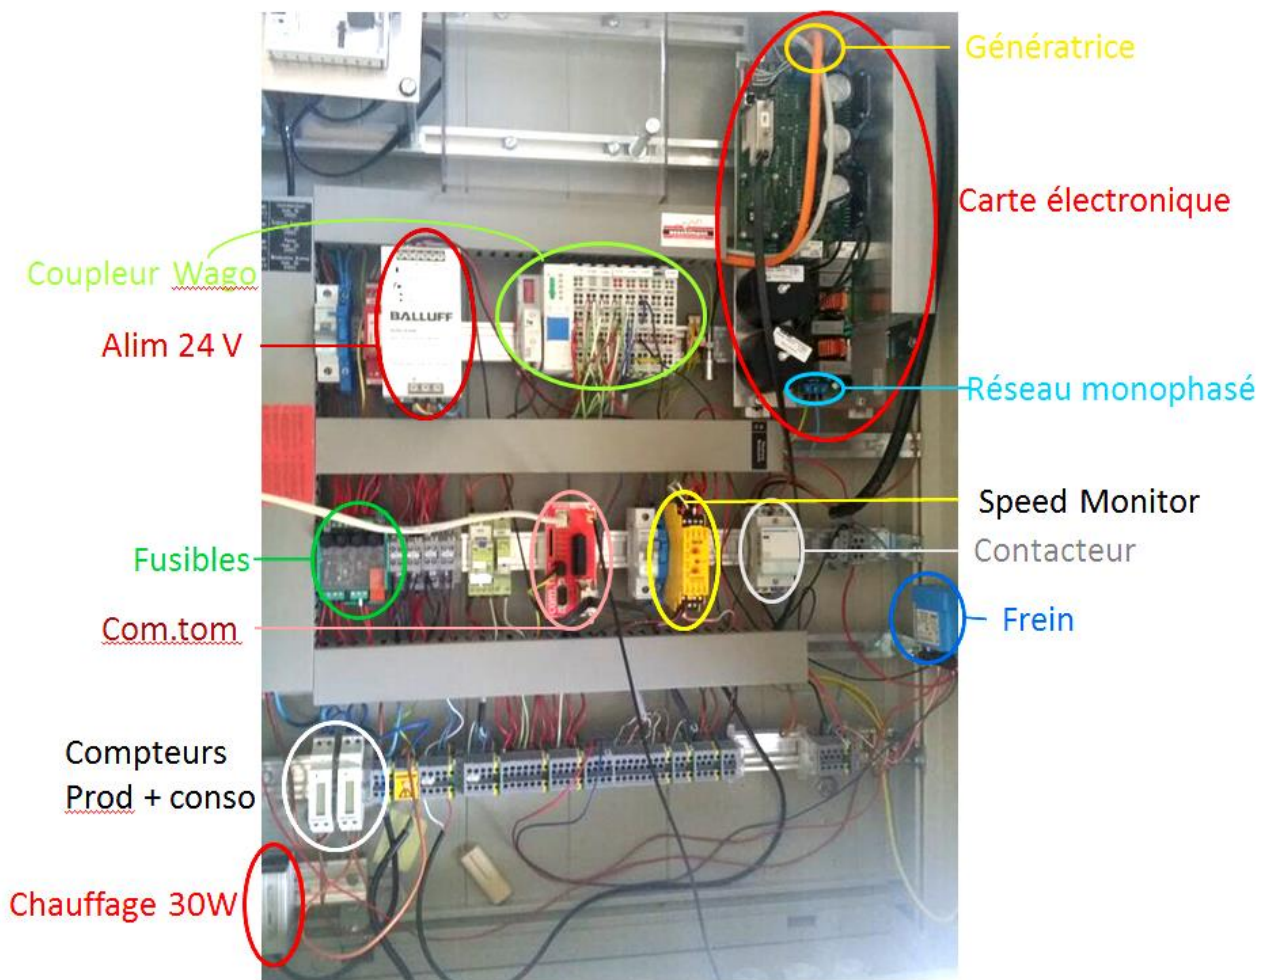 Génératrice
Carte électronique
Coupleur Wago
BALLUFF
Alim 24 V
Réseau monophasé
Speed Monitor
Contacteur
Fusibles
Com.tom
Frein
Compteurs
Prod + conso
Chauffage 30W